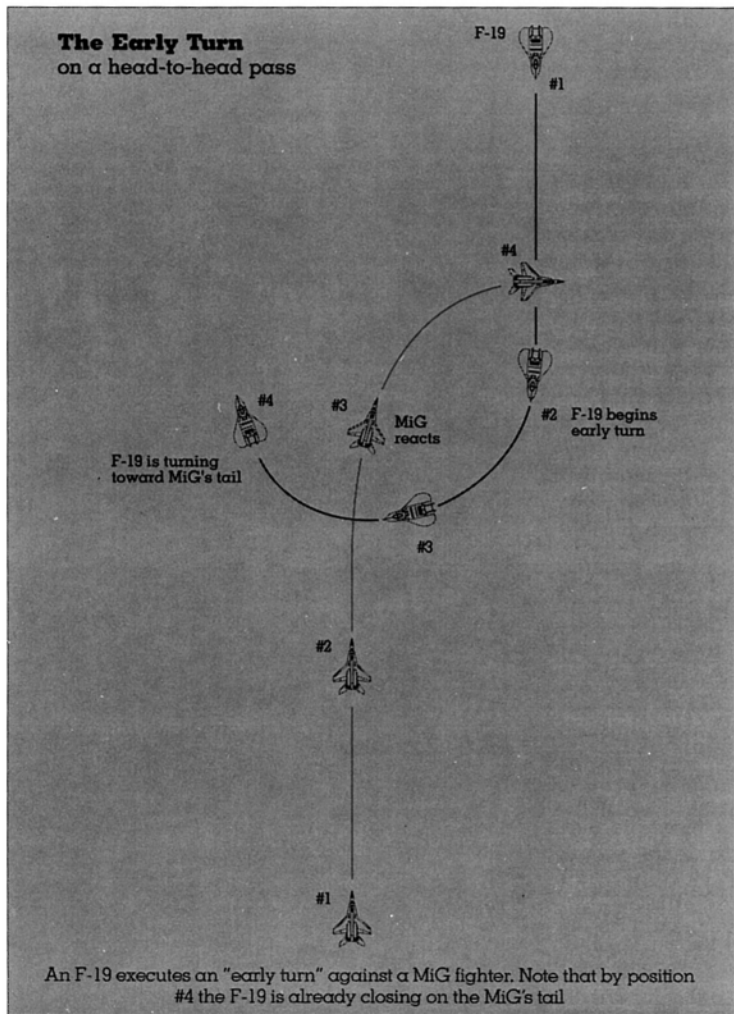 The Early Turn
on a head-to-head pass
F-19
#1
#4
#4
#3
MiG
reacts
#2 F-19 begins
early turn
F-19 is turning
toward MiG's tail
#3
#2
#1
An F-19 executes an "early turn" against a MiG fighter. Note that by position
#4 the F-19 is already closing on the MiG's tail